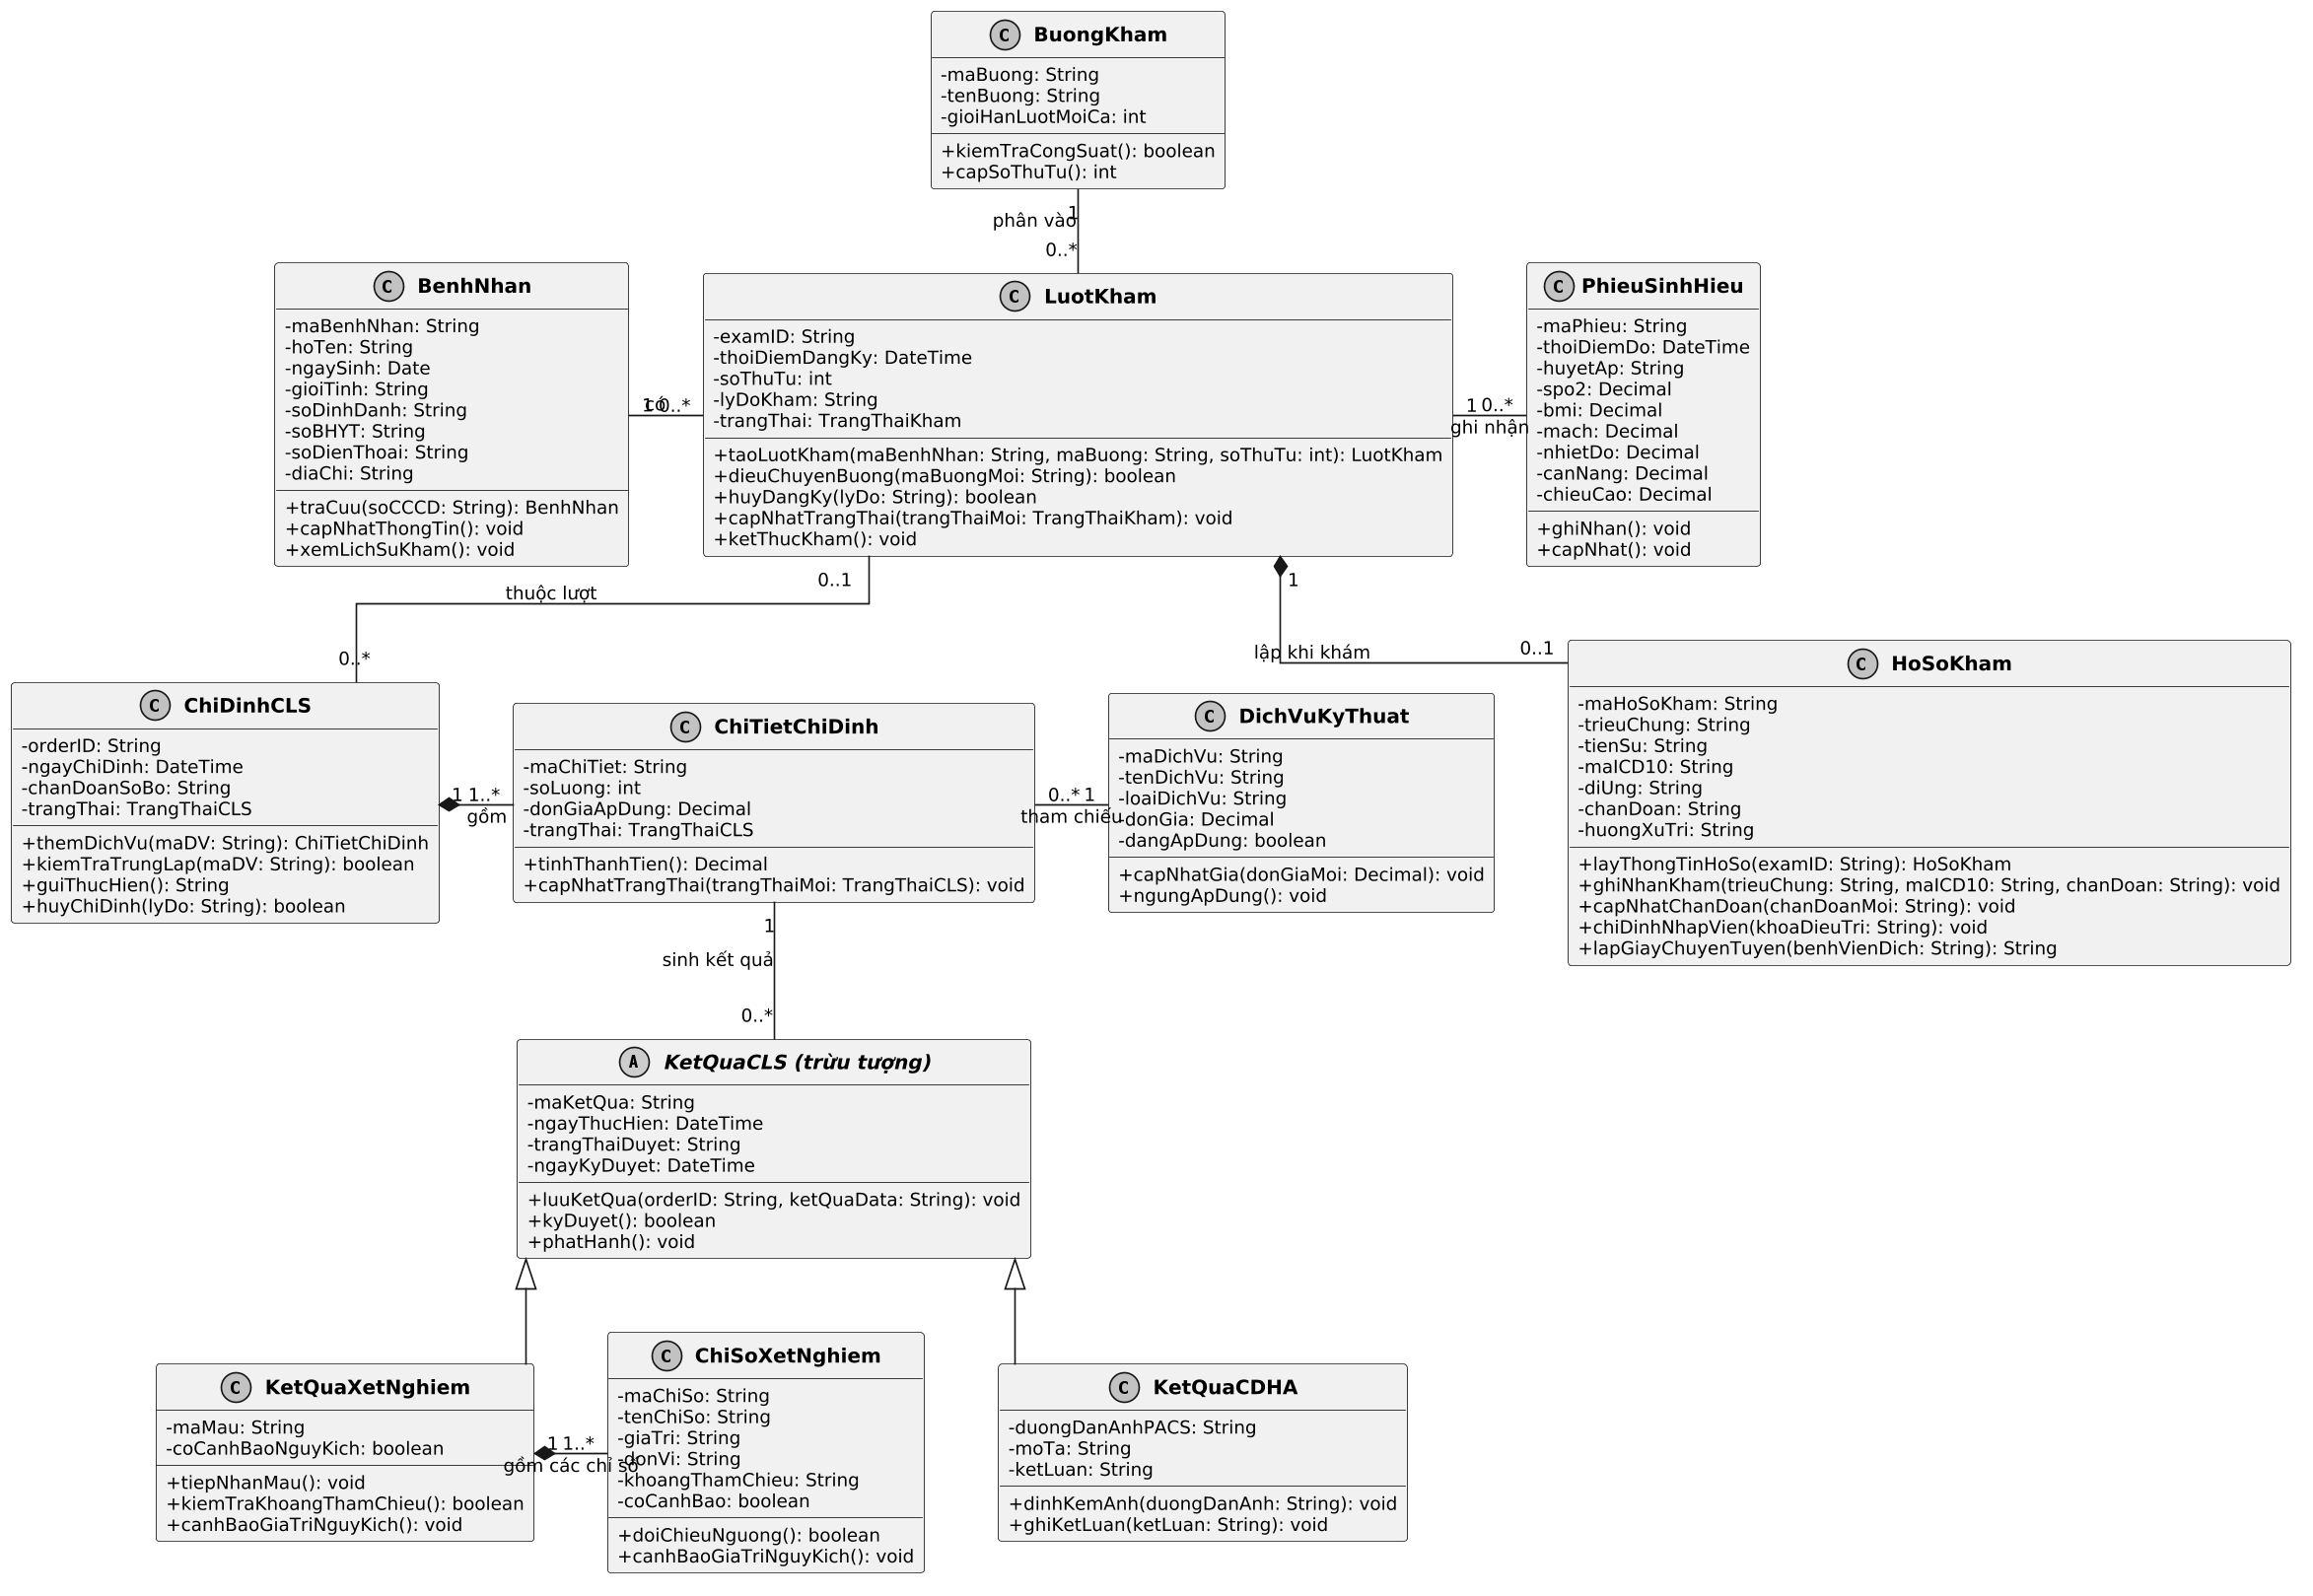 C BuongKham
-maBuong: String
-tenBuong: String
-gioiHanLuotMoiCa: int
+kiemTraCongSuat(): boolean
+capSoThuTu(): int
1
phân vào
0..*
C BenhNhan
-maBenhNhan: String
-hoTen: String
-ngaySinh: Date
-gioiTinh: String
-soDinhDanh: String
-soBHYT: String
-soDienThoai: String
-diaChi: String
+traCuu(soCCCD: String): BenhNhan
+capNhatThongTin(): void
+xemLichSuKham(): void
1
có
0..*
C LuotKham
-examID: String
-thoiDiemDangKy: DateTime
-soThuTu: int
-lyDoKham: String
-trangThai: TrangThaiKham
+taoLuotKham(maBenhNhan: String, maBuong: String, soThuTu: int): LuotKham
+dieuChuyenBuong(maBuongMoi: String): boolean
+huyDangKy(lyDo: String): boolean
+capNhatTrangThai(trangThaiMoi: TrangThaiKham): void
+ketThucKham(): void
1 0..*
ghi nhận
C PhieuSinhHieu
-maPhieu: String
-thoiDiemDo: DateTime
-huyetAp: String
-spo2: Decimal
-bmi: Decimal
-mach: Decimal
-nhietDo: Decimal
-canNang: Decimal
-chieuCao: Decimal
+ghiNhan(): void
+capNhat(): void
0..1
thuộc lượt
0..*
1
lập khi khám
0..1
C ChiDinhCLS
-orderID: String
-ngayChiDinh: DateTime
-chanDoanSoBo: String
-trangThai: TrangThaiCLS
+themDichVu(maDV: String): ChiTietChiDinh
+kiemTraTrungLap(maDV: String): boolean
+guiThucHien(): String
+huyChiDinh(lyDo: String): boolean
1 1..*
gồm
C ChiTietChiDinh
-maChiTiet: String
-soLuong: int
-donGiaApDung: Decimal
-trangThai: TrangThaiCLS
+tinhThanhTien(): Decimal
+capNhatTrangThai(trangThaiMoi: TrangThaiCLS): void
0..* 1
tham chiếu
C DichVuKyThuat
-maDichVu: String
-tenDichVu: String
-loaiDichVu: String
-donGia: Decimal
-dangApDung: boolean
+capNhatGia(donGiaMoi: Decimal): void
+ngungApDung(): void
C HoSoKham
-maHoSoKham: String
-trieuChung: String
-tienSu: String
-maICD10: String
-diUng: String
-chanDoan: String
-huongXuTri: String
+layThongTinHoSo(examID: String): HoSoKham
+ghiNhanKham(trieuChung: String, maICD10: String, chanDoan: String): void
+capNhatChanDoan(chanDoanMoi: String): void
+chiDinhNhapVien(khoaDieuTri: String): void
+lapGiayChuyenTuyen(benhVienDich: String): String
1
sinh kết quả
0..*
A KetQuaCLS (trừu tượng)
-maKetQua: String
-ngayThucHien: DateTime
-trangThaiDuyet: String
-ngayKyDuyet: DateTime
+luuKetQua(orderID: String, ketQuaData: String): void
+kyDuyet(): boolean
+phatHanh(): void
C KetQuaXetNghiem
-maMau: String
-coCanhBaoNguyKich: boolean
+tiepNhanMau(): void
+kiemTraKhoangThamChieu(): boolean
+canhBaoGiaTriNguyKich(): void
1 1..*
gồm các chỉ số
C ChiSoXetNghiem
-maChiSo: String
-tenChiSo: String
-giaTri: String
-donVi: String
-khoangThamChieu: String
-coCanhBao: boolean
+doiChieuNguong(): boolean
+canhBaoGiaTriNguyKich(): void
C KetQuaCDHA
-duongDanAnhPACS: String
-moTa: String
-ketLuan: String
+dinhKemAnh(duongDanAnh: String): void
+ghiKetLuan(ketLuan: String): void